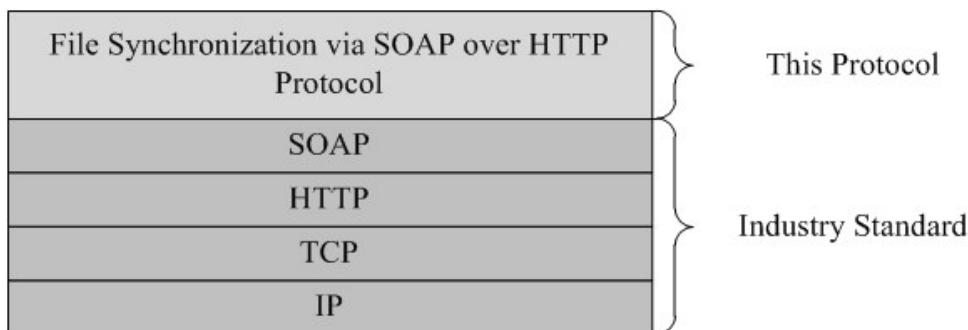 File Synchronization via SOAP over HTTP
Protocol
This Protocol
SOAP
HTTP
TCP
IP
Industry Standard